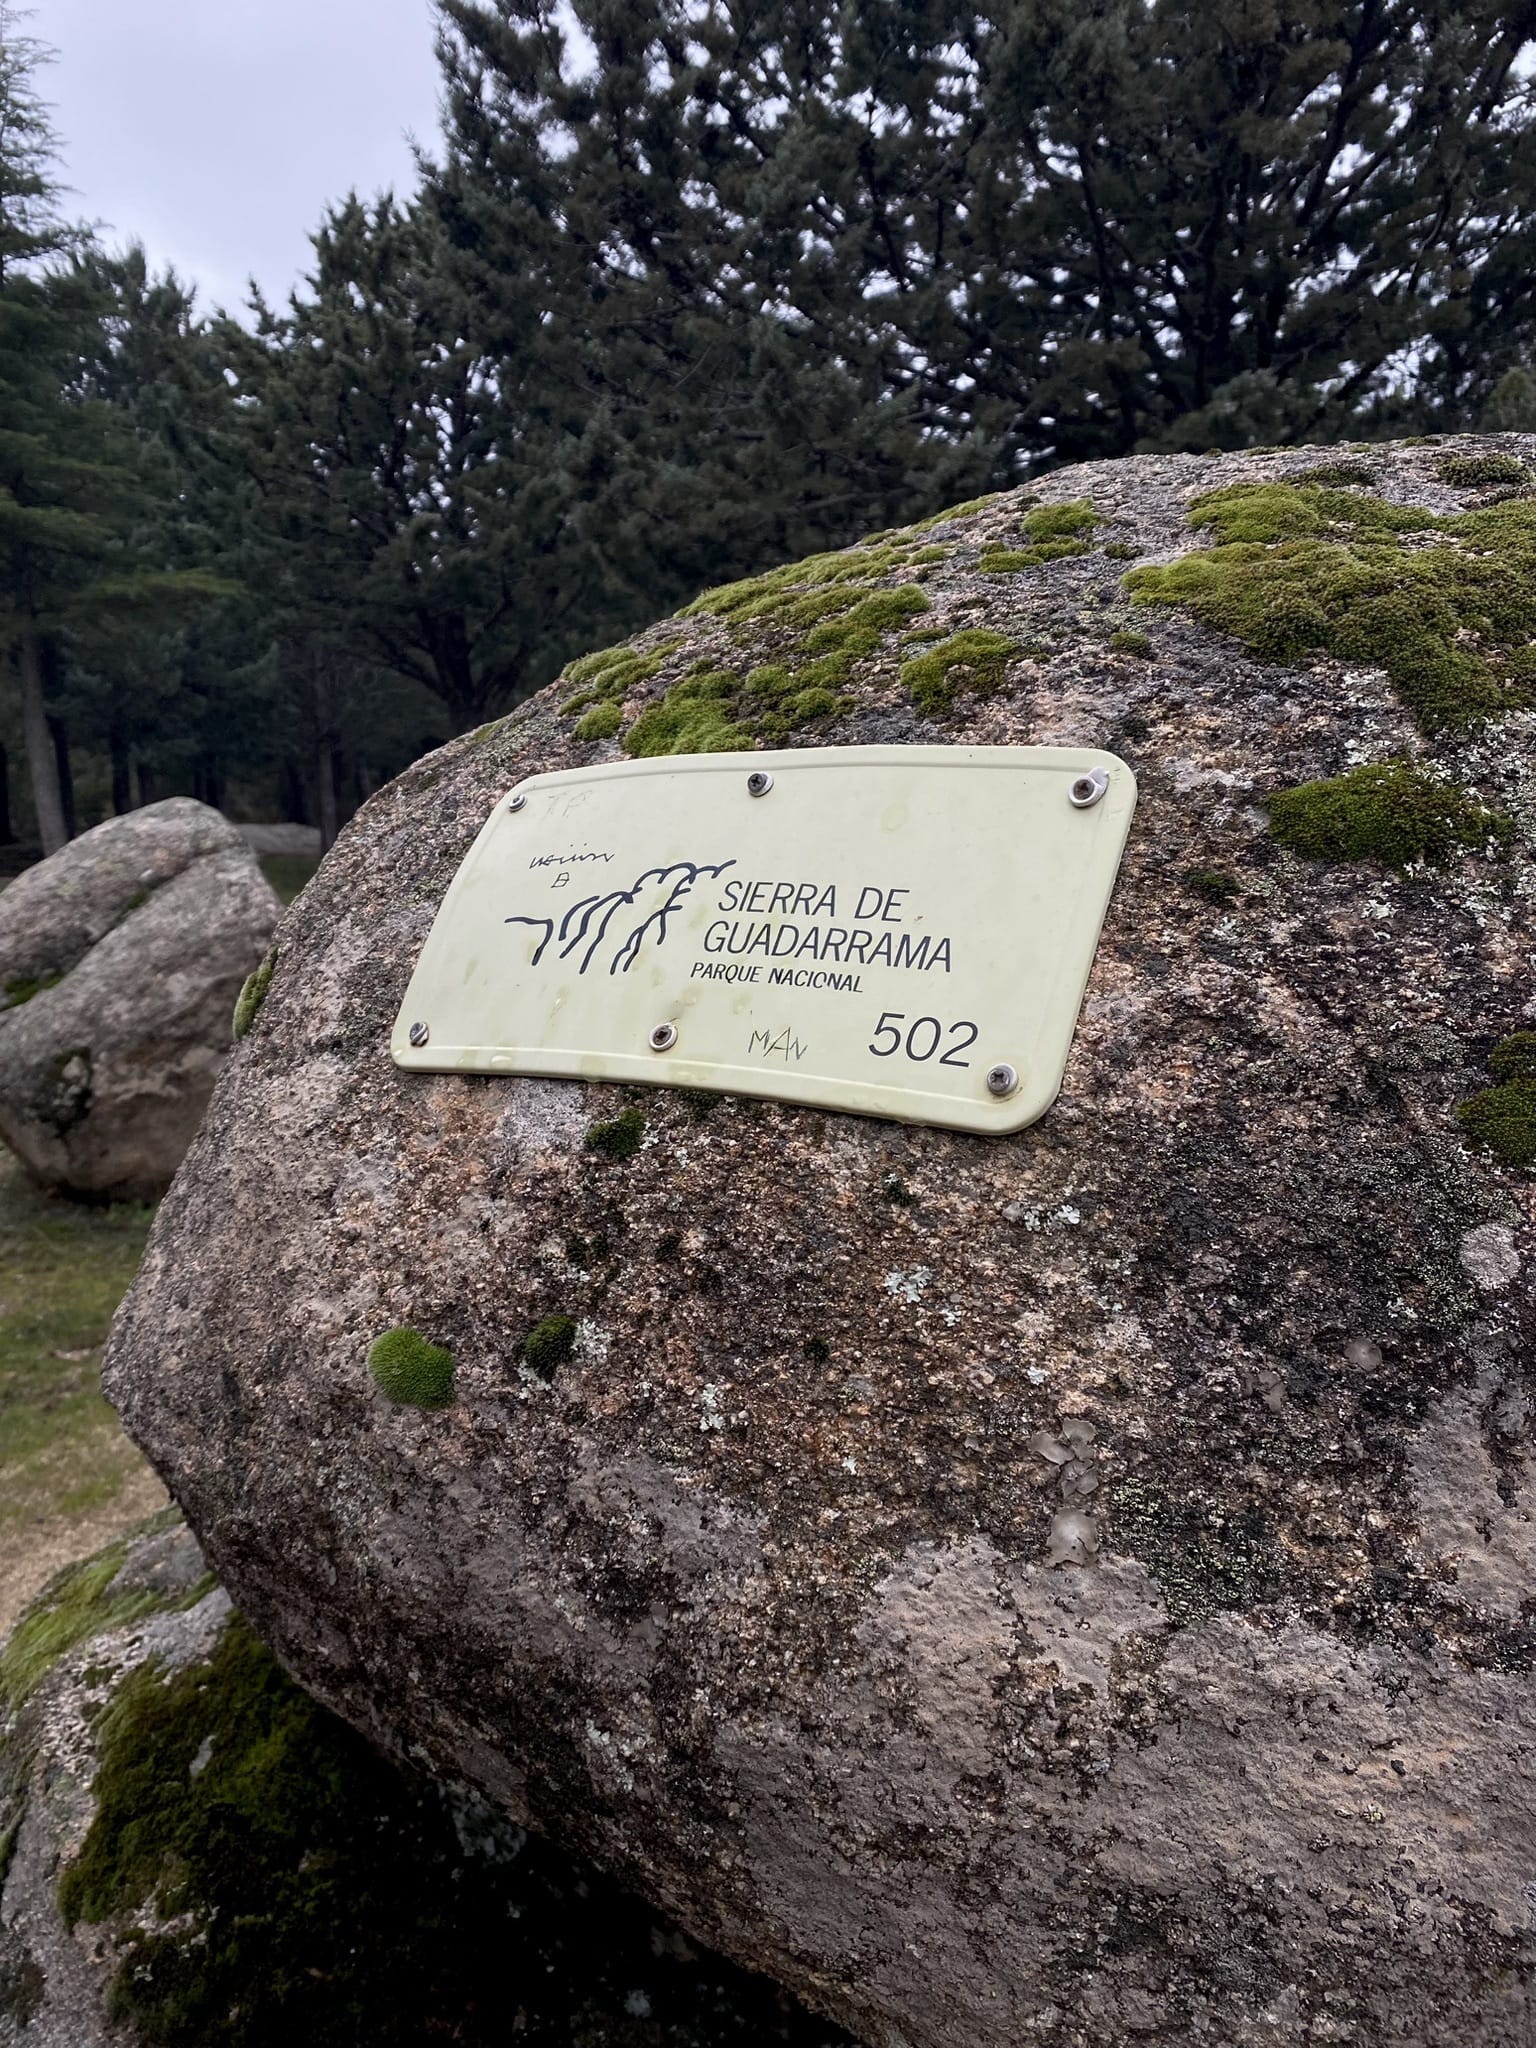 SIERRA DE
GUADARRAMA
PARQUE NACIONAL
MAN
502